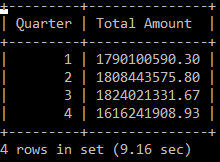 +---------+---------------+
| Quarter | Total Amount  |
+---------+---------------+
|       1 | 1790100590.30 |
|       2 | 1808443575.80 |
|       3 | 1824021331.67 |
|       4 | 1616241908.93 |
+---------+---------------+
4 rows in set (9.16 sec)